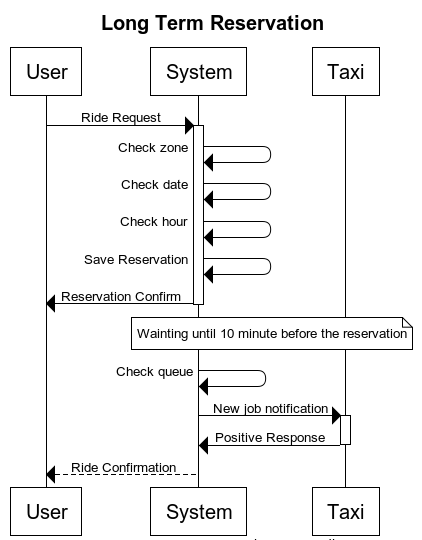 Long Term Reservation
User
System
Taxi
Ride Request
Check zone
Check date
Check hour
Save Reservation
Reservation Confirm
Wainting until 10 minute before the reservation
Check queue
New job notification
Positive Response
Ride Confirmation
User
System
Taxi